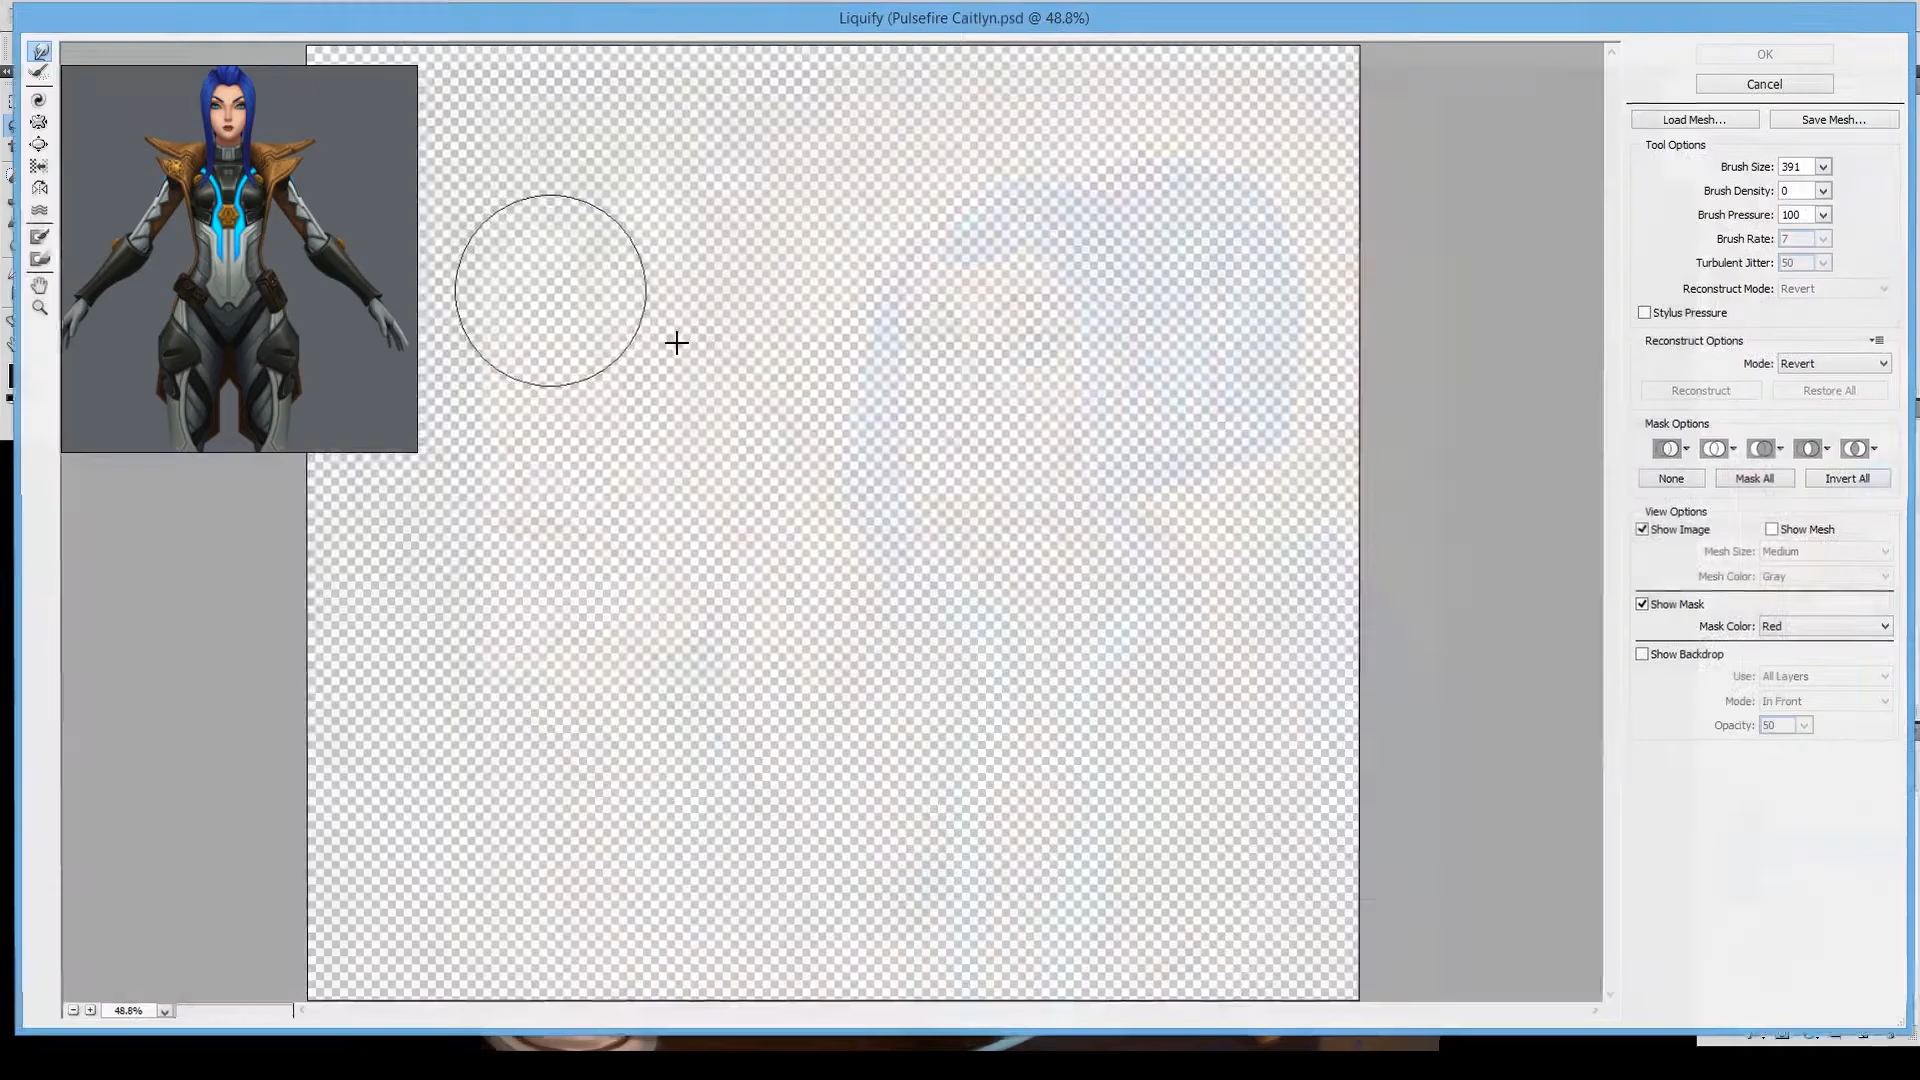 Liquify (Pulsefire Caitlyn.psd @ 48.8%)
OK
Cancel
Load Mesh...
Save Mesh...
Tool Options
Brush Size: 391
Brush Density: 0
Brush Pressure: 100
Brush Rate: 7
Turbulent Jitter: 50
Reconstruct Mode: Revert
Stylus Pressure
Reconstruct Options
Mode: Revert
Reconstruct
Restore All
Mask Options
None
Mask All
Invert All
View Options
Show Image
Show Mesh
Mesh Size: Medium
Mesh Color: Gray
Show Mask
Mask Color: Red
Show Backdrop
Use: All Layers
Mode: In Front
Opacity: 50
48.8%